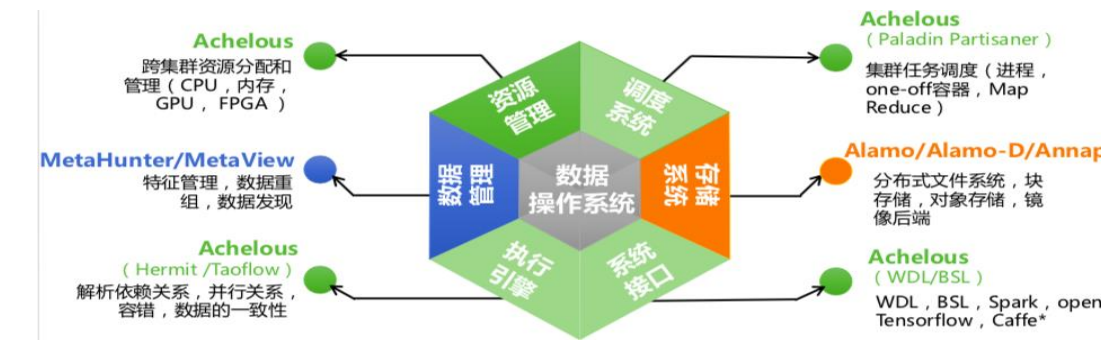 Achelous
跨集群资源分配和
管理（CPU，内存，
GPU， FPGA ）
MetaHunter/MetaView
特征管理，数据重
组，数据发现
Achelous
（ Hermit /Taoflow ）
解析依赖关系，并行关系，
容错，数据的一致性
资源
管理
调度
系统
数据
管理
数据
操作系统
存储
系统
执行
引擎
系统
接口
Achelous
（ Paladin Partisaner ）
集群任务调度（进程，
one-off容器，Map
Reduce）
Alamo/Alamo-D/Annap
分布式文件系统，块
存储，对象存储，镜
像后端
Achelous
（ WDL/BSL ）
WDL，BSL，Spark，open
Tensorflow，Caffe*